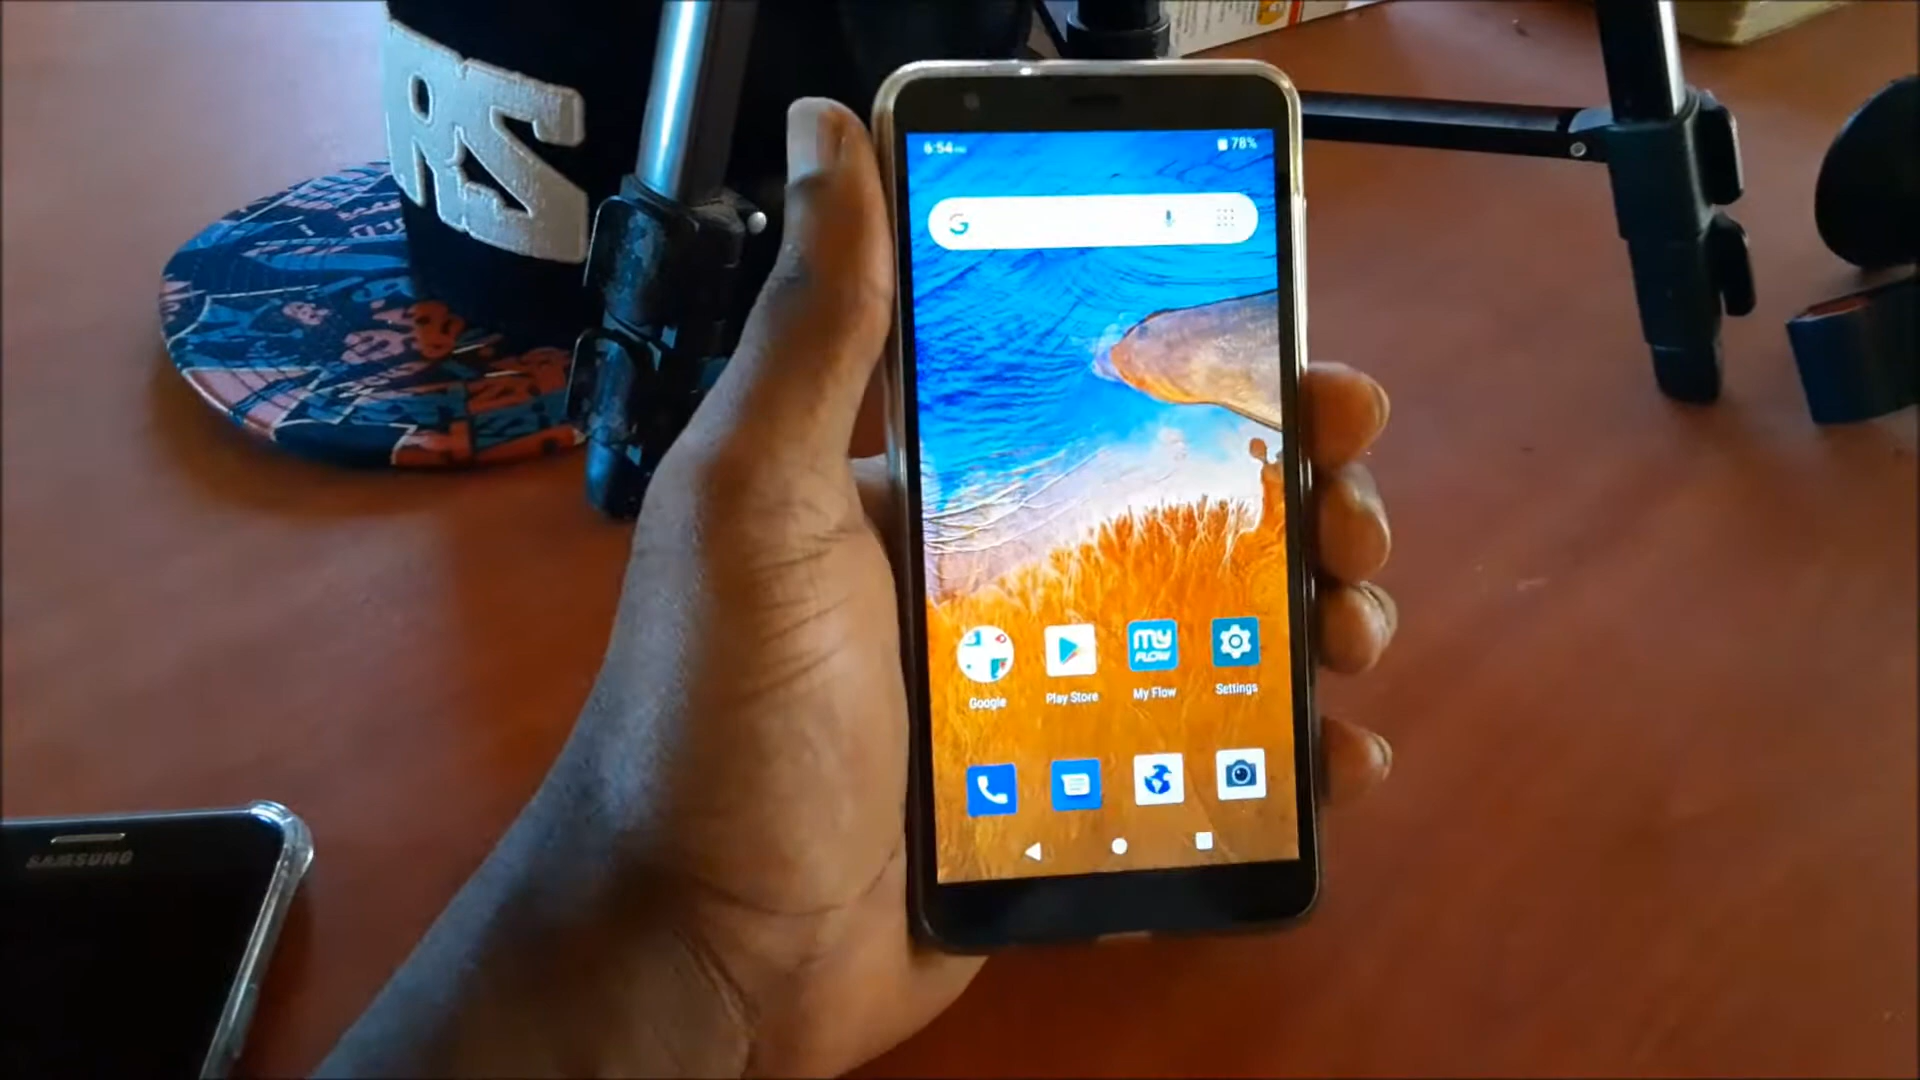 RS
6:54
78%
G
my
FLOW
Google
Play Store
My Flow
Settings
SAMSUNG